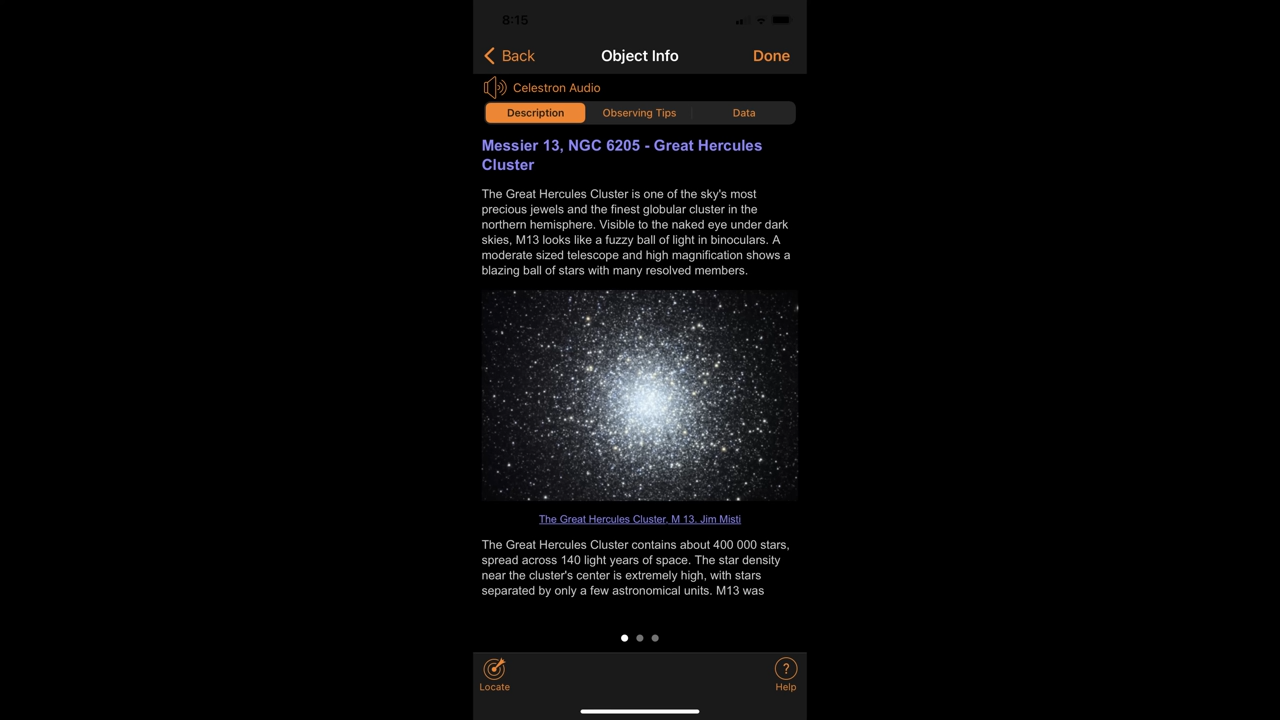 8:15
Back Object Info Done
Celestron Audio
Description Observing Tips Data
Messier 13, NGC 6205 - Great Hercules
Cluster
The Great Hercules Cluster is one of the sky's most
precious jewels and the finest globular cluster in the
northern hemisphere. Visible to the naked eye under dark
skies, M13 looks like a fuzzy ball of light in binoculars. A
moderate sized telescope and high magnification shows a
blazing ball of stars with many resolved members.
The Great Hercules Cluster, M 13. Jim Misti
The Great Hercules Cluster contains about 400 000 stars,
spread across 140 light years of space. The star density
near the cluster's center is extremely high, with stars
separated by only a few astronomical units. M13 was
Locate ? Help